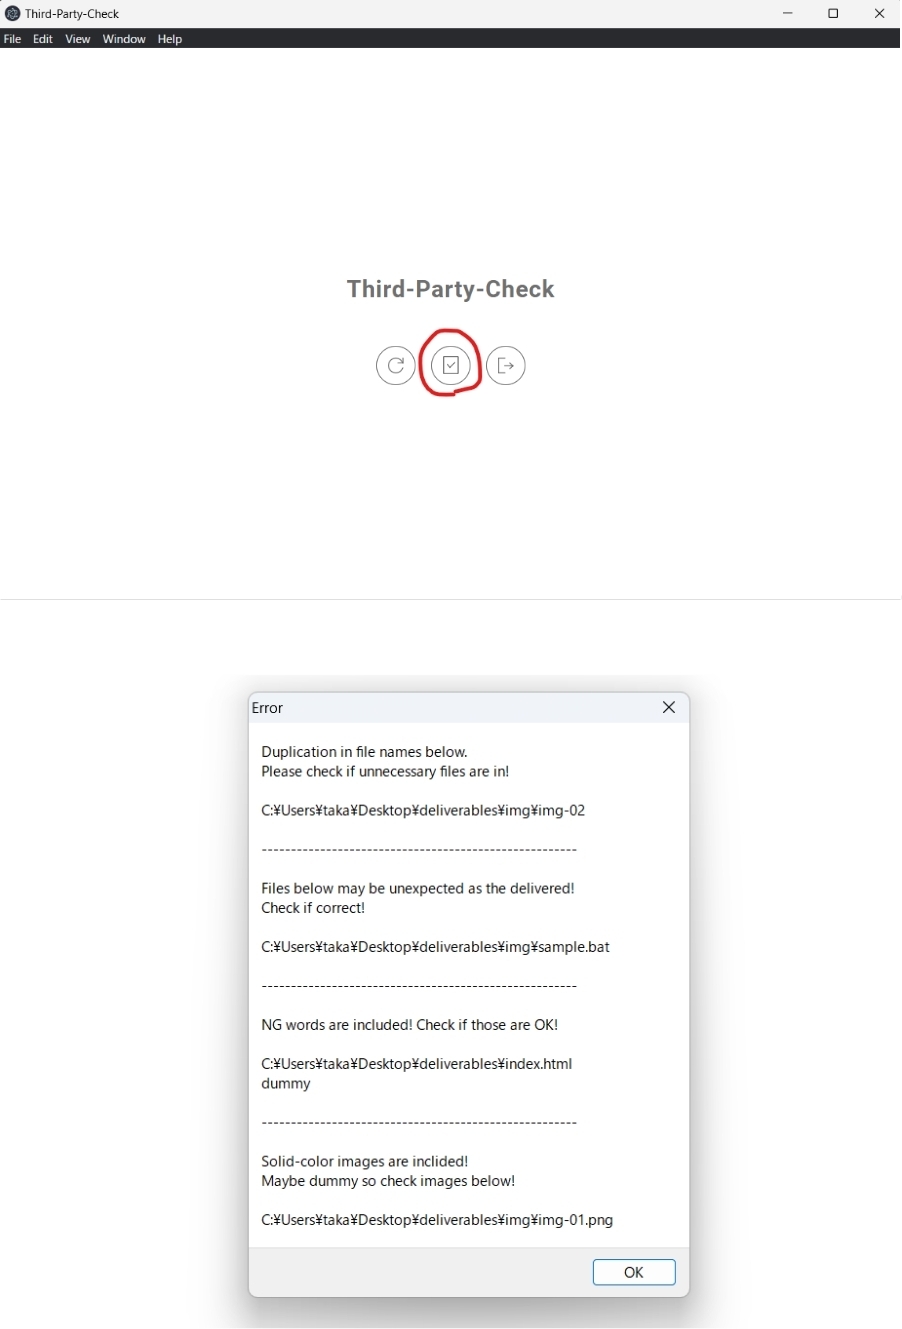 Third-Party-Check
File Edit View Window Help
Third-Party-Check
Error
Duplication in file names below.
Please check if unnecessary files are in!
C:¥Users¥taka¥Desktop¥deliverables¥img¥img-02
------------------------------------------------------
Files below may be unexpected as the delivered!
Check if correct!
C:¥Users¥taka¥Desktop¥deliverables¥img¥sample.bat
------------------------------------------------------
NG words are included! Check if those are OK!
C:¥Users¥taka¥Desktop¥deliverables¥index.html
dummy
------------------------------------------------------
Solid-color images are inclided!
Maybe dummy so check images below!
C:¥Users¥taka¥Desktop¥deliverables¥img¥img-01.png
OK